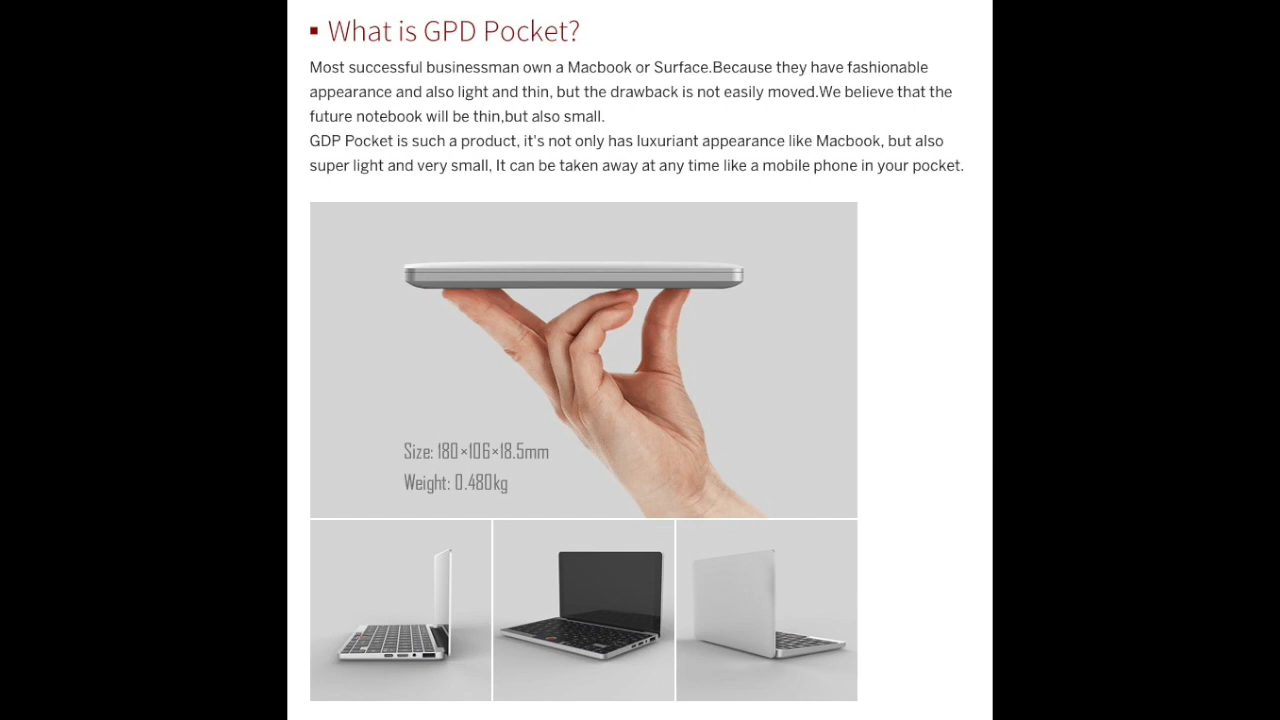 What is GPD Pocket?
Most successful businessman own a Macbook or Surface.Because they have fashionable
appearance and also light and thin, but the drawback is not easily moved.We believe that the
future notebook will be thin,but also small.
GDP Pocket is such a product, it's not only has luxuriant appearance like Macbook, but also
super light and very small, It can be taken away at any time like a mobile phone in your pocket.
Size: 180×106×18.5mm
Weight: 0.480kg